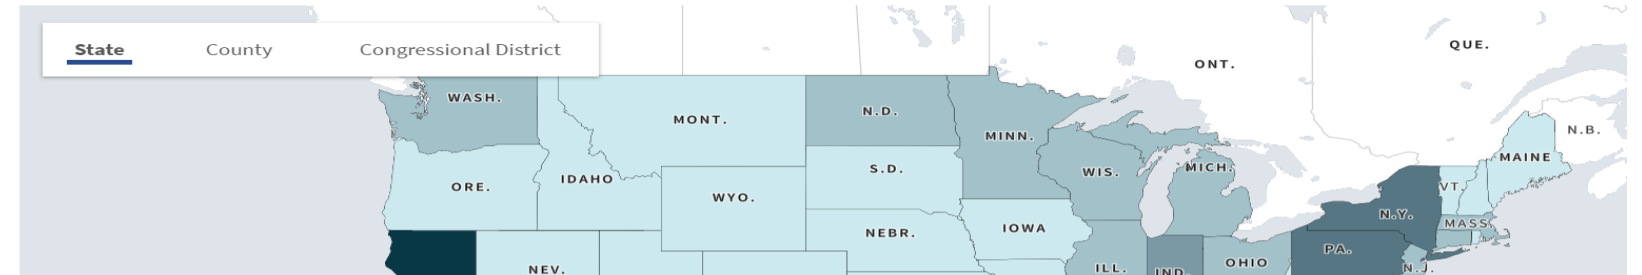 State County Congressional District
QUE.
ONT.
WASH.
N.D.
MONT.
N.B.
MINN.
MAINE
MICH.
S.D.
WIS.
IDAHO
ORE.
VT.
WYO.
N.Y.
MASS.
IOWA
NEBR.
PA.
OHIO
NEV.
ILL.
IND.
N.J.